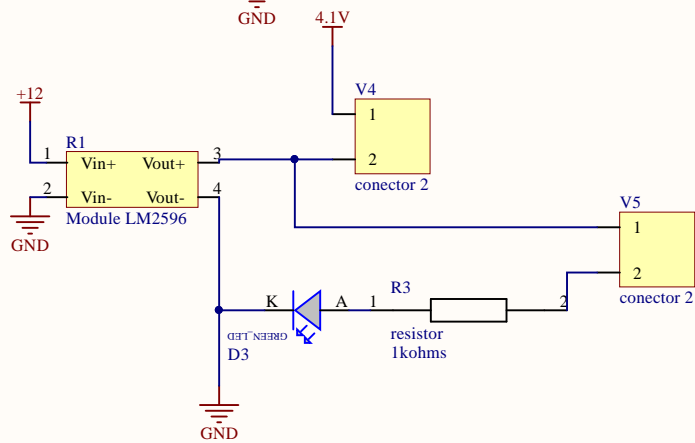 GND
4.1V
V4
1
2
conector 2
+12
R1
1
Vin+
Vout+
3
2
Vin-
Vout-
4
Module LM2596
GND
V5
1
2
conector 2
K
A
1
R3
2
GREEN_LED
D3
resistor
1kohms
GND